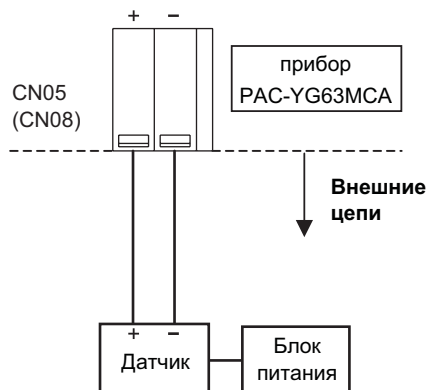 + −
прибор
PAC-YG63MCA
CN05
(CN08)
Внешние
цепи
+ −
Датчик
Блок
питания